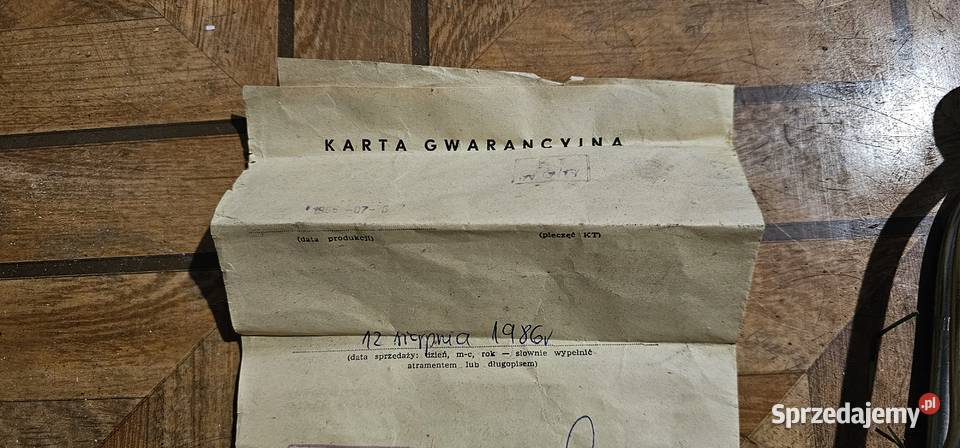 KARTA GWARANCYJNA
(data produkcji)
(pieczęć KT)
12 sierpnia 1986r
(data sprzedaży: dzień, m-c, rok — słownie wypełnić
atramentem lub długopisem)
Sprzedajemy.pl